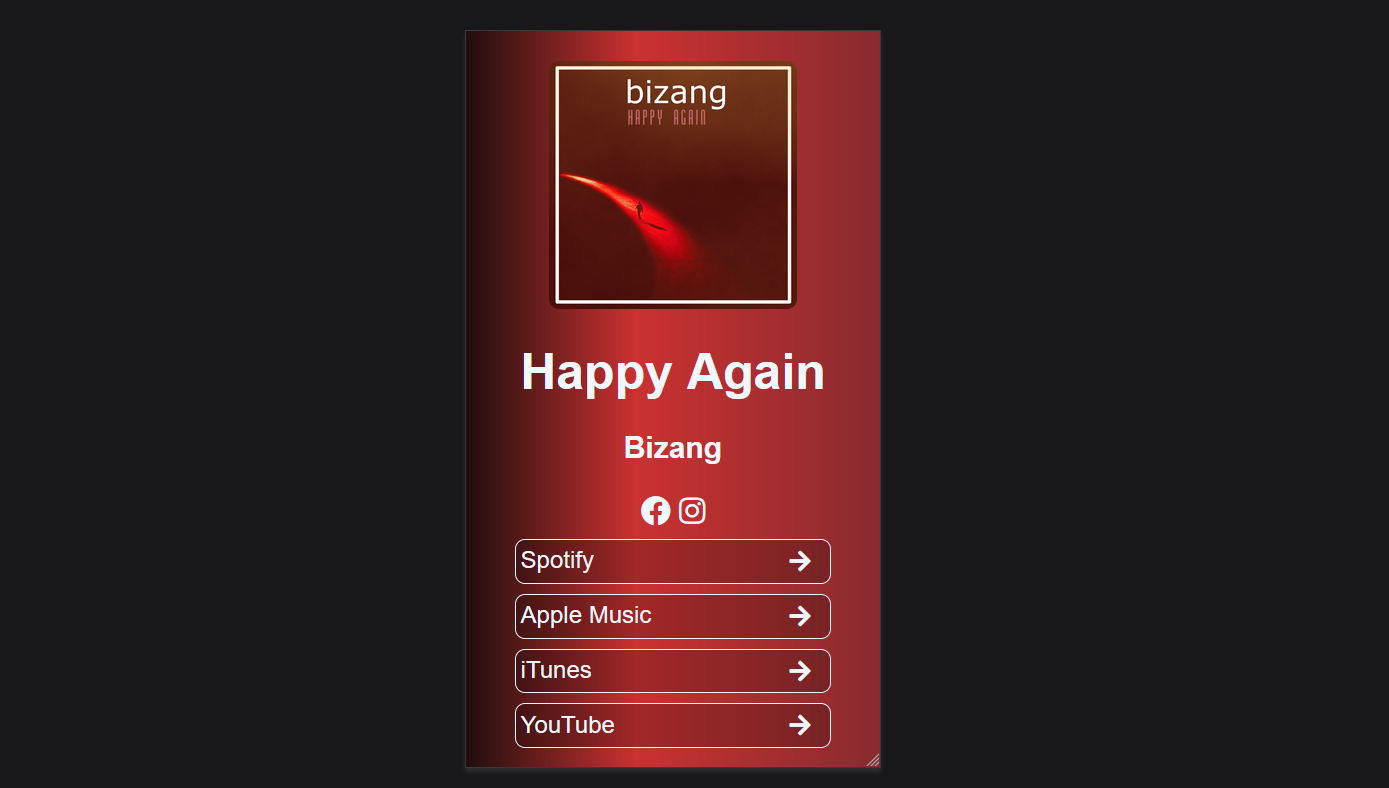 bizang
HAPPY AGAIN
Happy Again
Bizang
Spotify
Apple Music
iTunes
YouTube